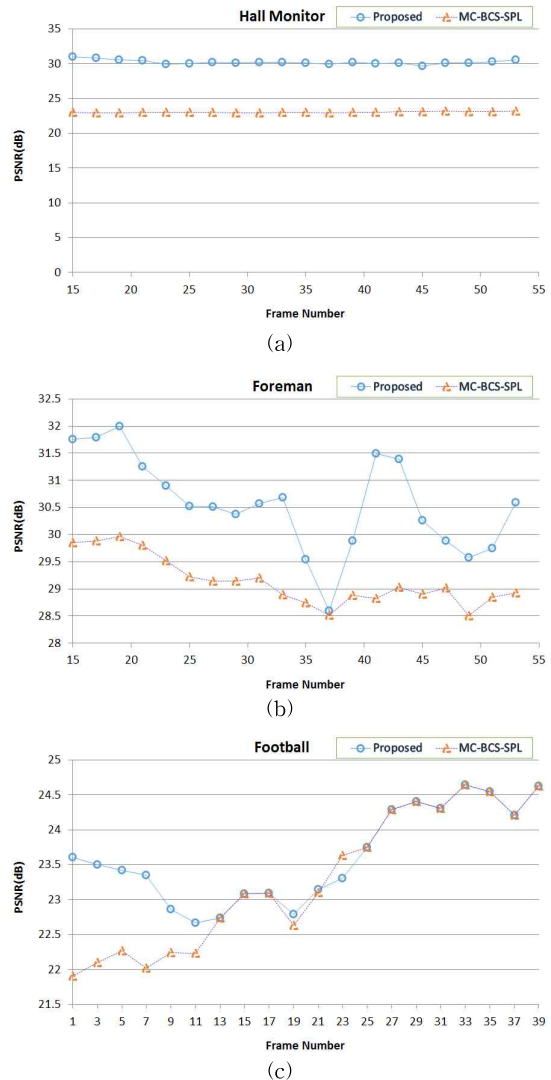 Hall Monitor
Proposed
MC-BCS-SPL
PSNR(dB)
35
30
25
20
15
10
5
0
15 20 25 30 35 40 45 50 55
Frame Number
(a)
Foreman
Proposed
MC-BCS-SPL
PSNR(dB)
32.5
32
31.5
31
30.5
30
29.5
29
28.5
28
15 20 25 30 35 40 45 50 55
Frame Number
(b)
Football
Proposed
MC-BCS-SPL
PSNR(dB)
25
24.5
24
23.5
23
22.5
22
21.5
1 3 5 7 9 11 13 15 17 19 21 23 25 27 29 31 33 35 37 39
Frame Number
(c)